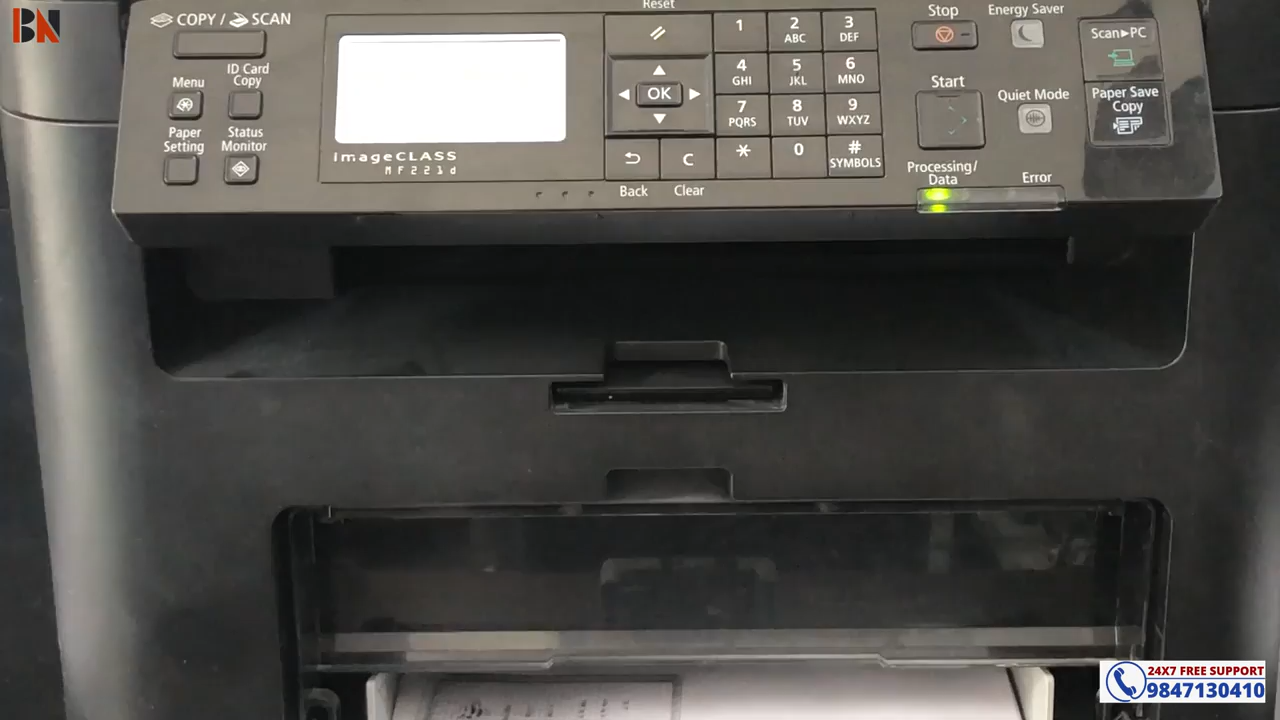 BN
COPY / SCAN
Menu
ID Card
Copy
Paper
Setting
Status
Monitor
imageCLASS
MF221d
Reset
OK
Back
C
Clear
1
2
ABC
3
DEF
4
GHI
5
JKL
6
MNO
7
PQRS
8
TUV
9
WXYZ
*
0
#
SYMBOLS
Stop
Energy Saver
Start
Quiet Mode
Processing/
Data
Error
Scan►PC
Paper Save
Copy
24X7 FREE SUPPORT
9847130410